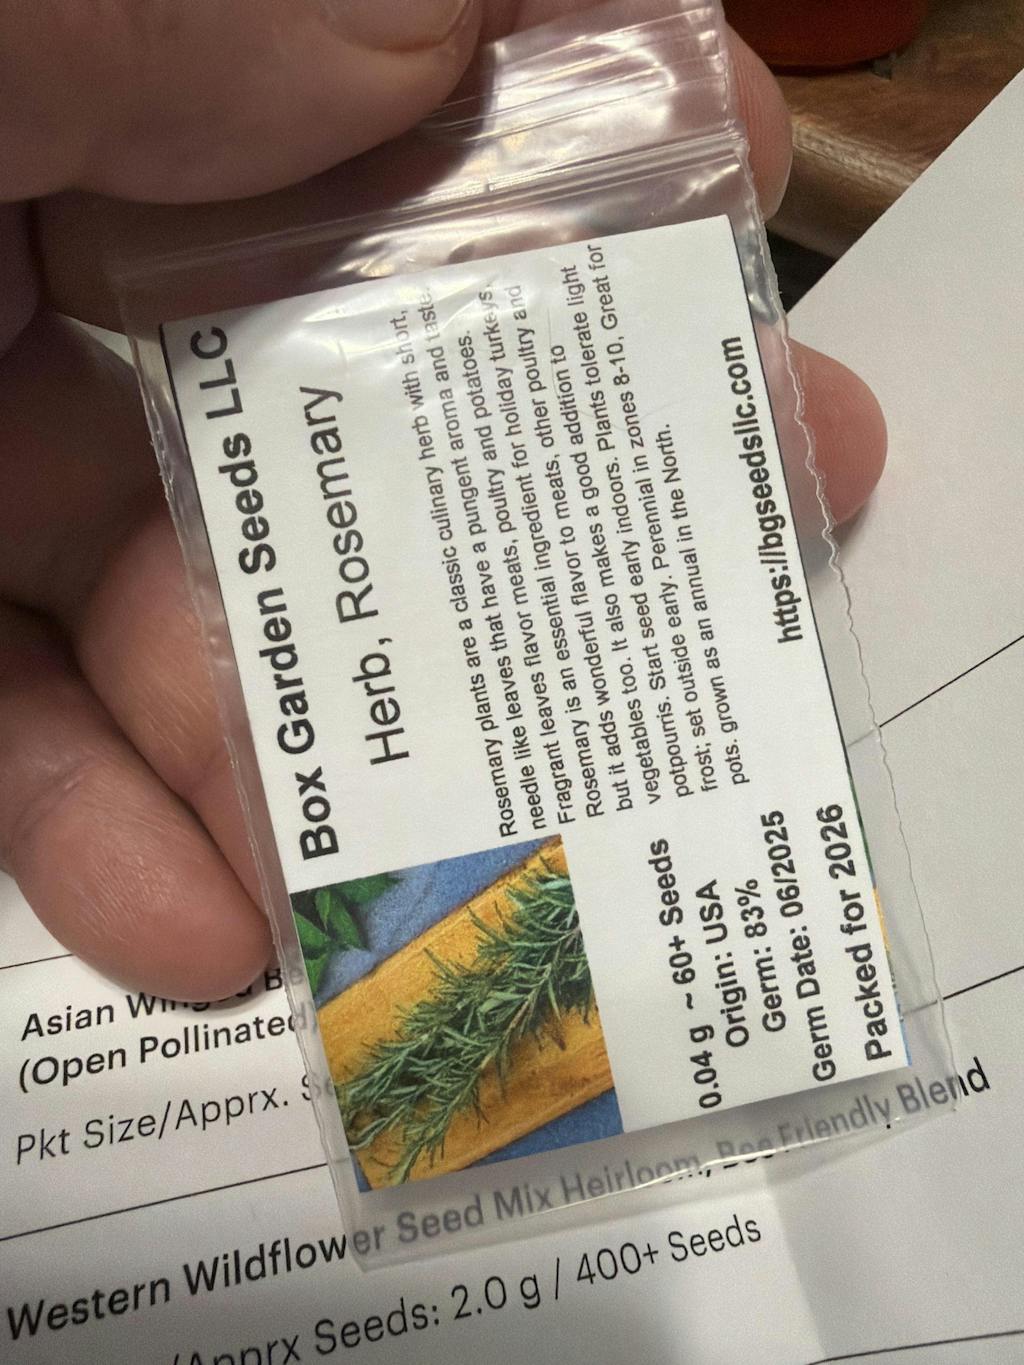 Box Garden Seeds LLC
Herb, Rosemary
Rosemary plants are a classic culinary herb with short,
needle like leaves that have a pungent aroma and taste.
Fragrant leaves flavor meats, poultry and potatoes.
Rosemary is an essential ingredient for holiday turkeys,
but it adds wonderful flavor to meats, other poultry and
vegetables too. It also makes a good addition to
potpourris. Start seed early indoors. Plants tolerate light
frost; set outside early. Perennial in zones 8-10, Great for
pots. grown as an annual in the North.
https://bgseedsllc.com
0.04 g ~ 60+ Seeds
Origin: USA
Germ: 83%
Germ Date: 06/2025
Packed for 2026
Asian Winged
(Open Pollinated)
Pkt Size/Apprx.
Western Wildflower Seed Mix Heirloom, Bee Friendly Blend
/Apprx Seeds: 2.0 g / 400+ Seeds